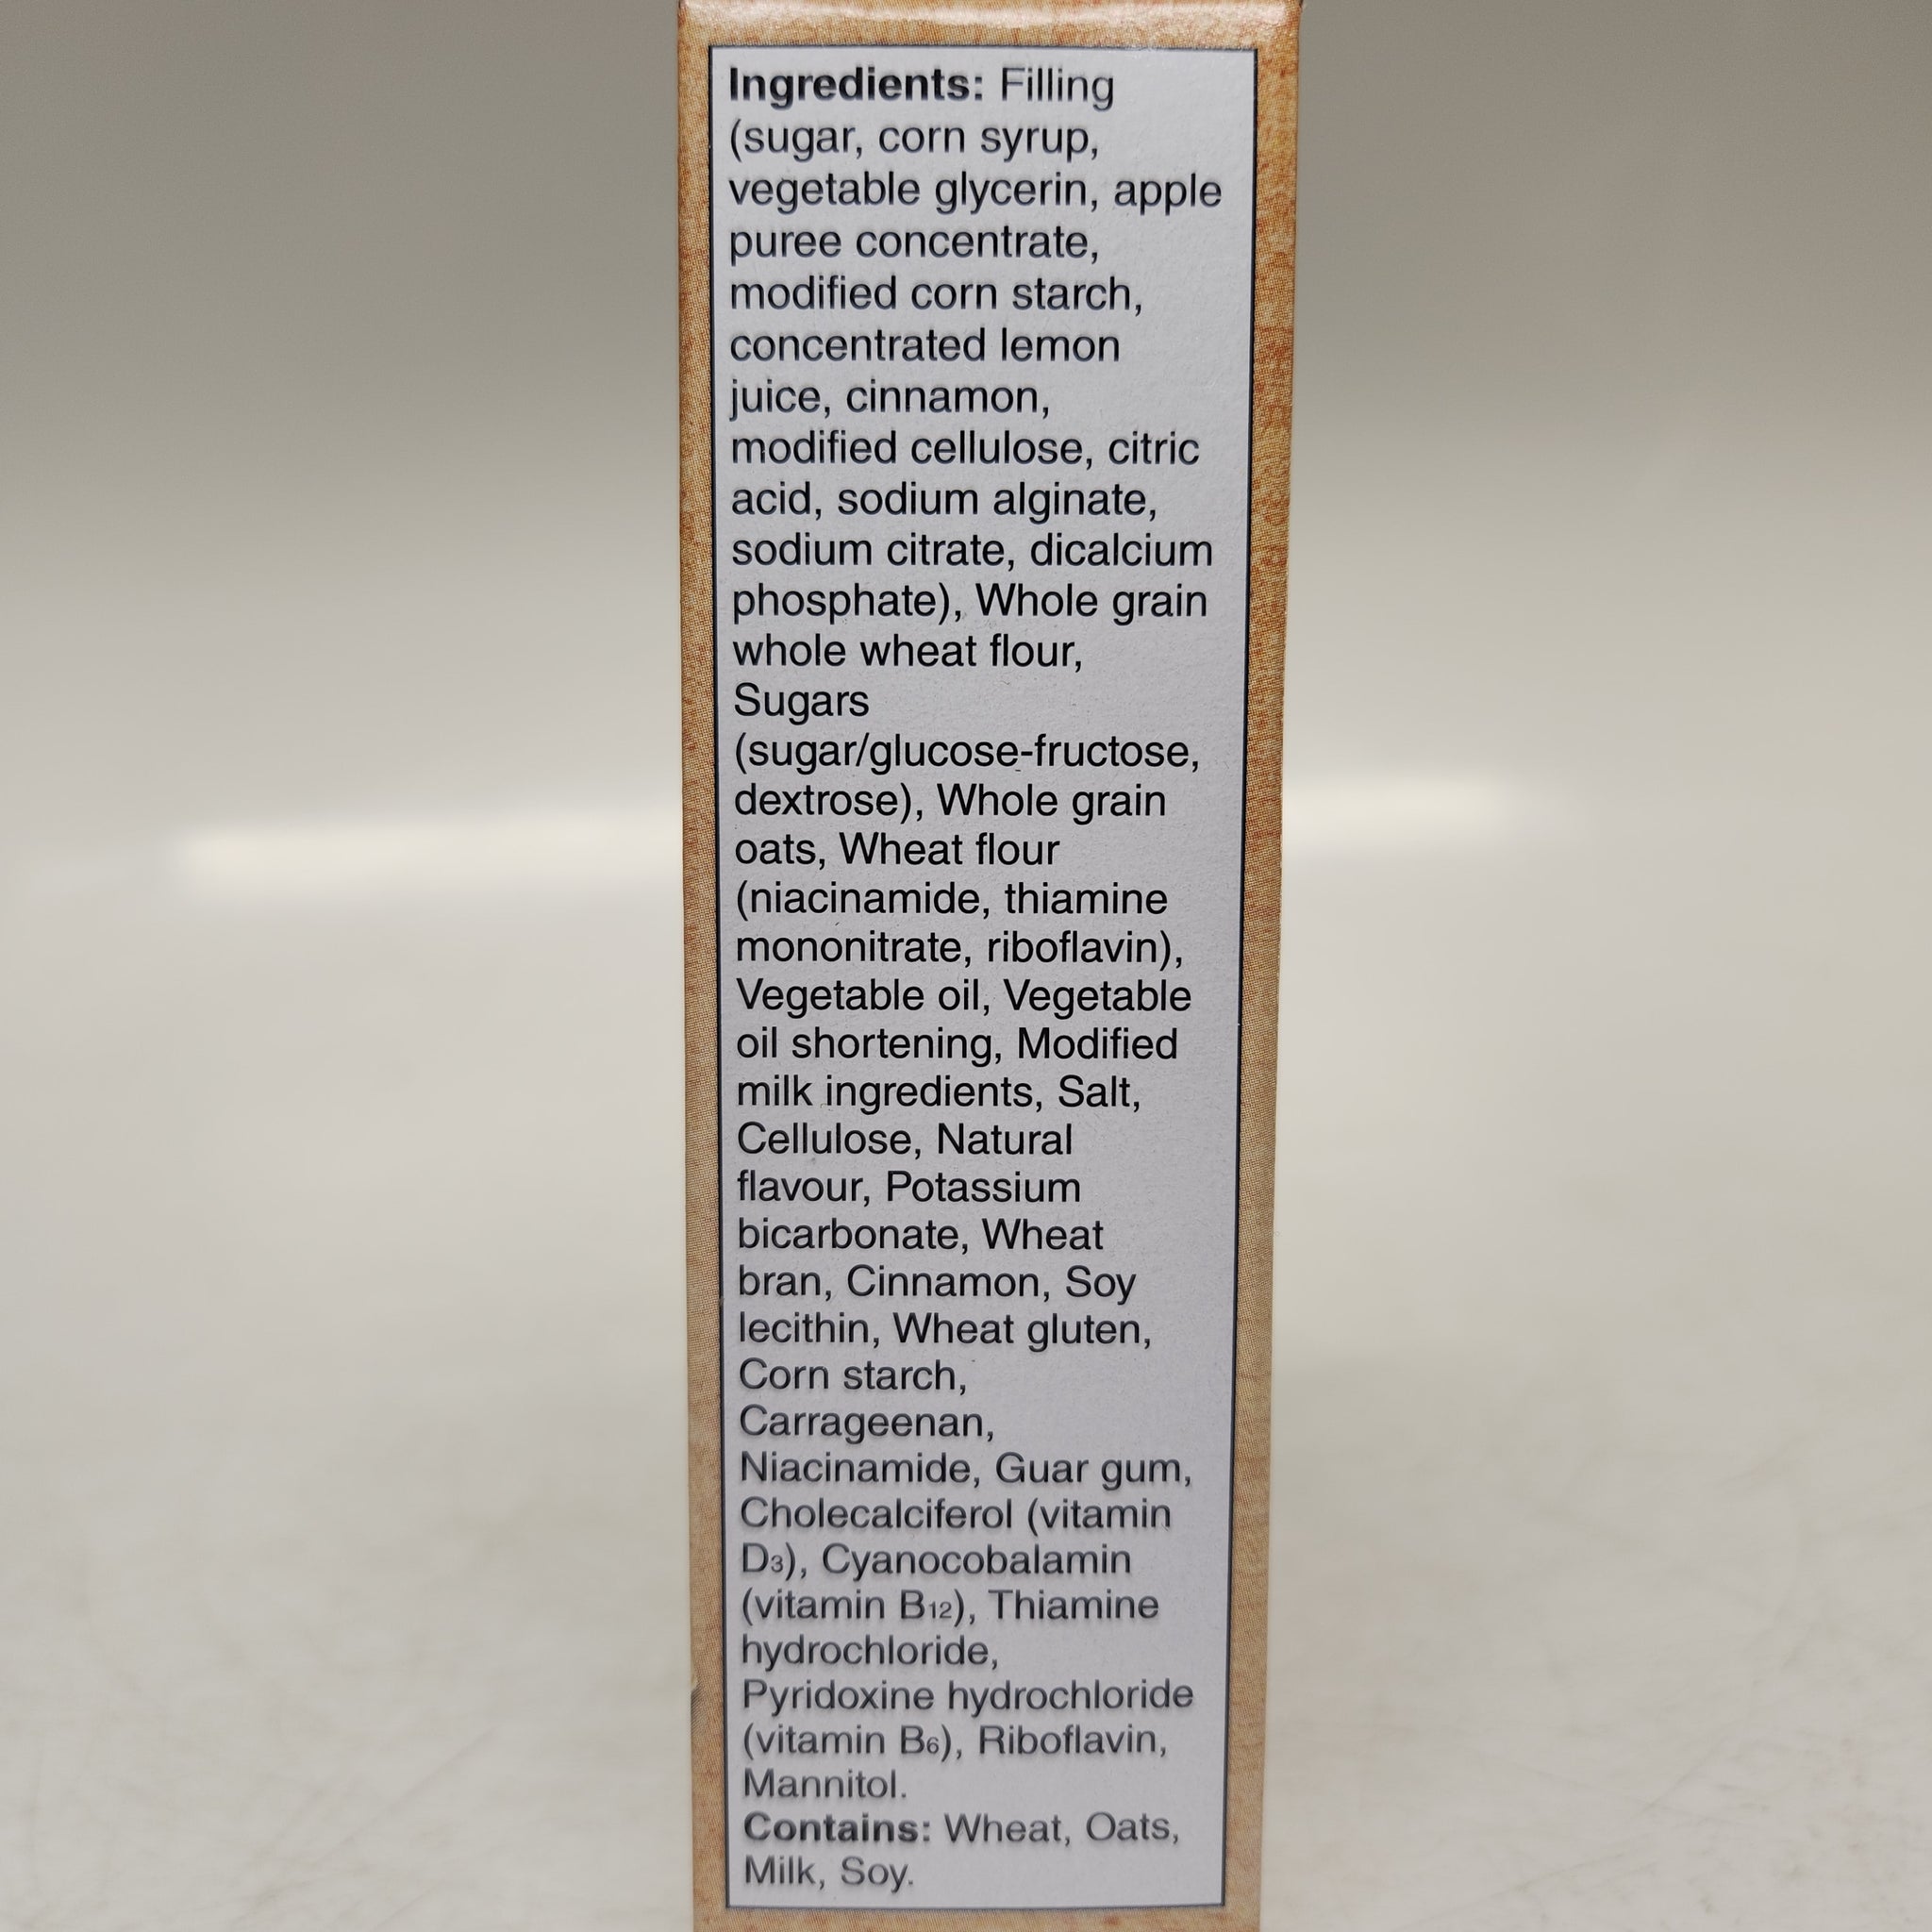 Ingredients: Filling
(sugar, corn syrup,
vegetable glycerin, apple
puree concentrate,
modified corn starch,
concentrated lemon
juice, cinnamon,
modified cellulose, citric
acid, sodium alginate,
sodium citrate, dicalcium
phosphate), Whole grain
whole wheat flour,
Sugars
(sugar/glucose-fructose,
dextrose), Whole grain
oats, Wheat flour
(niacinamide, thiamine
mononitrate, riboflavin),
Vegetable oil, Vegetable
oil shortening, Modified
milk ingredients, Salt,
Cellulose, Natural
flavour, Potassium
bicarbonate, Wheat
bran, Cinnamon, Soy
lecithin, Wheat gluten,
Corn starch,
Carrageenan,
Niacinamide, Guar gum,
Cholecalciferol (vitamin
D3), Cyanocobalamin
(vitamin B12), Thiamine
hydrochloride,
Pyridoxine hydrochloride
(vitamin B6), Riboflavin,
Mannitol.
Contains: Wheat, Oats,
Milk, Soy.